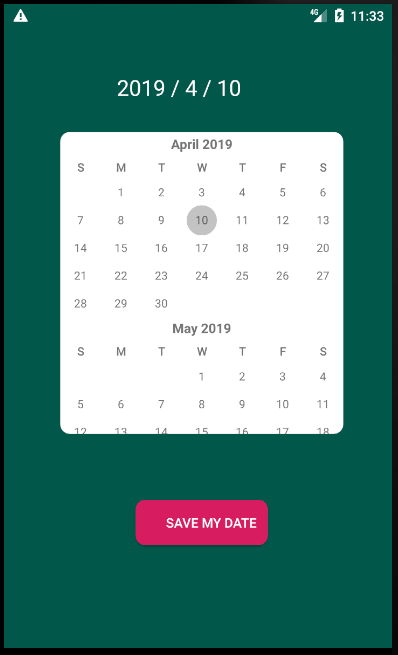 4G 11:33
2019 / 4 / 10
April 2019
S M T W T F S
1 2 3 4 5 6
7 8 9 10 11 12 13
14 15 16 17 18 19 20
21 22 23 24 25 26 27
28 29 30
May 2019
S M T W T F S
1 2 3 4
5 6 7 8 9 10 11
12 13 14 15 16 17 18
SAVE MY DATE